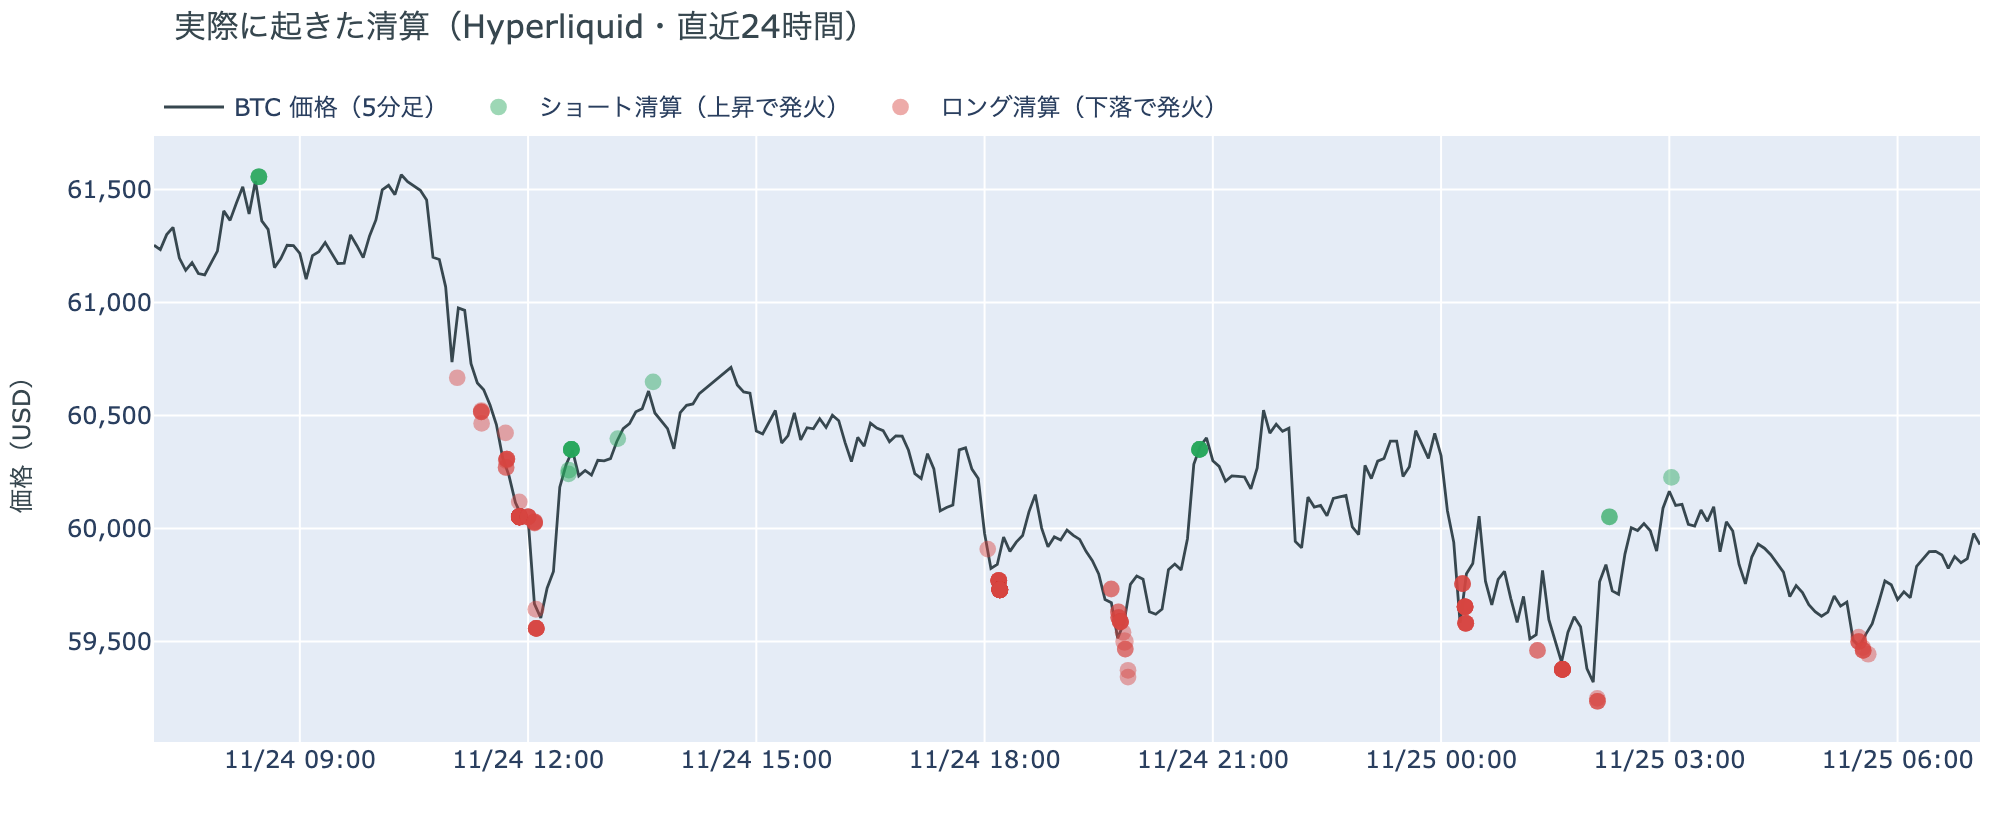 実際に起きた清算（Hyperliquid・直近24時間）
BTC 価格（5分足） ショート清算（上昇で発火） ロング清算（下落で発火）
価格（USD）
61,500
61,000
60,500
60,000
59,500
11/24 09:00 11/24 12:00 11/24 15:00 11/24 18:00 11/24 21:00 11/25 00:00 11/25 03:00 11/25 06:00